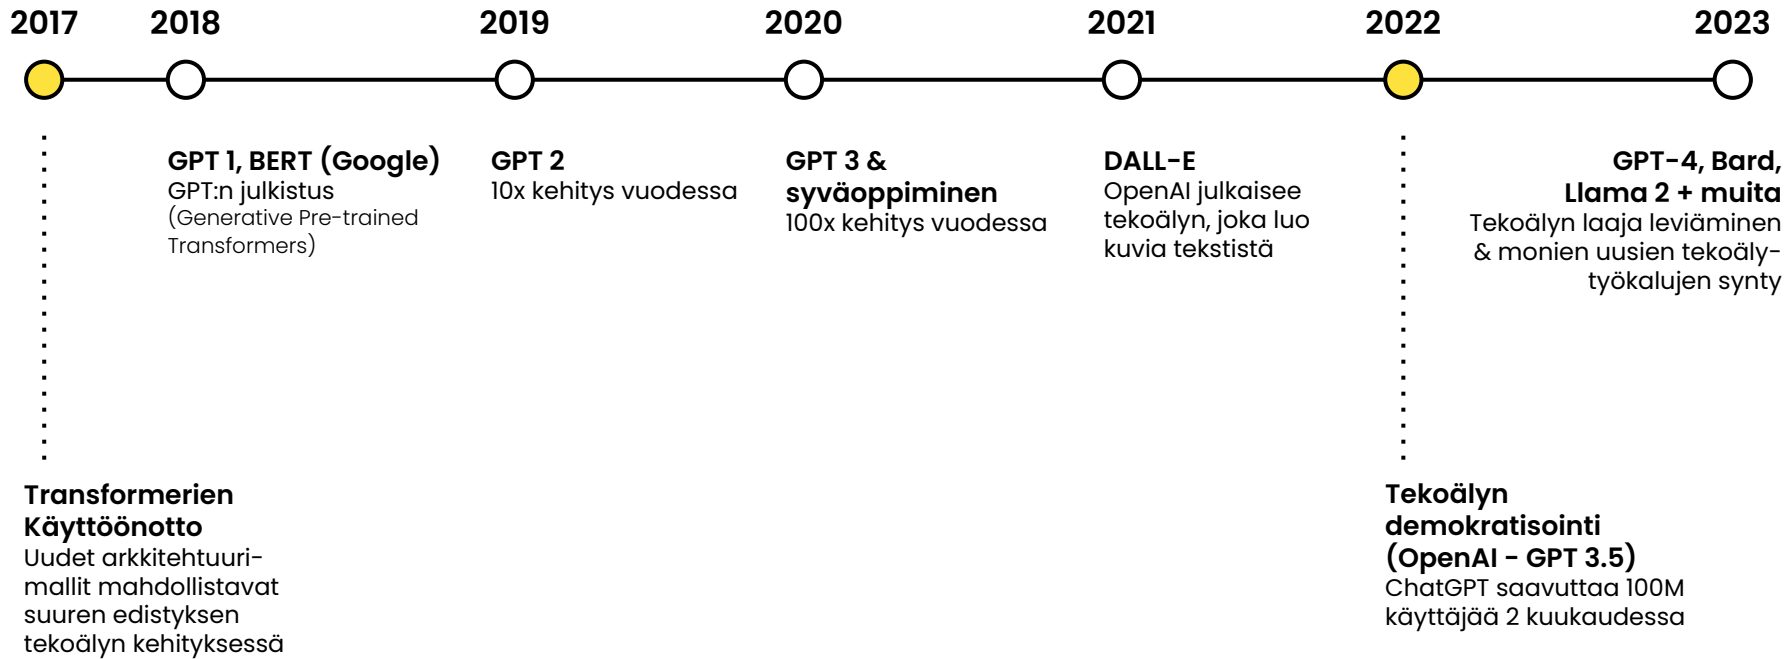 2017
2018
2019
2020
2021
2022
2023
GPT 1, BERT (Google)
GPT:n julkistus
(Generative Pre-trained
Transformers)
GPT 2
10x kehitys vuodessa
GPT 3 &
syväoppiminen
100x kehitys vuodessa
DALL-E
OpenAI julkaisee
tekoälyn, joka luo
kuvia tekstistä
GPT-4, Bard,
Llama 2 + muita
Tekoälyn laaja leviäminen
& monien uusien tekoäly-
työkalujen synty
Transformerien
Käyttöönotto
Uudet arkkitehtuuri-
mallit mahdollistavat
suuren edistyksen
tekoälyn kehityksessä
Tekoälyn
demokratisointi
(OpenAI - GPT 3.5)
ChatGPT saavuttaa 100M
käyttäjää 2 kuukaudessa